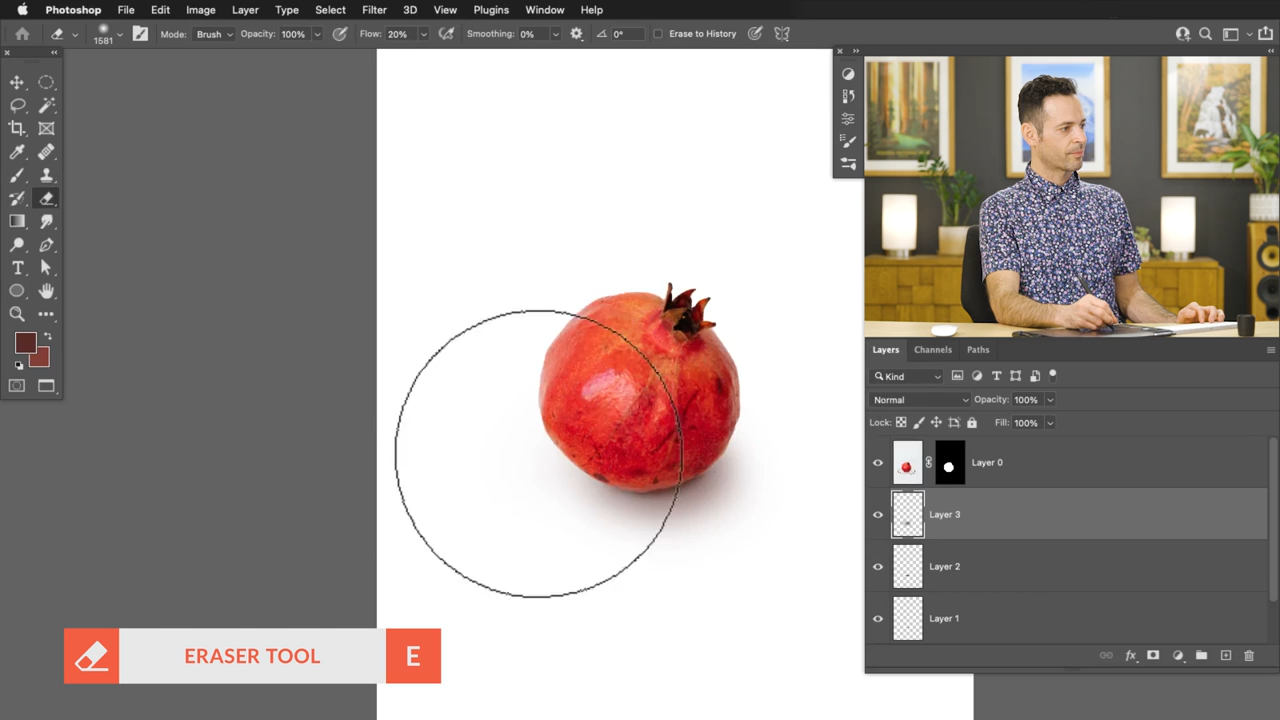 Photoshop File Edit Image Layer Type Select Filter 3D View Plugins Window Help
1581 Mode: Brush Opacity: 100% Flow: 20% Smoothing: 0% 0° Erase to History
Layers Channels Paths
Kind
Normal Opacity: 100%
Lock: Fill: 100%
Layer 0
Layer 3
Layer 2
Layer 1
ERASER TOOL E